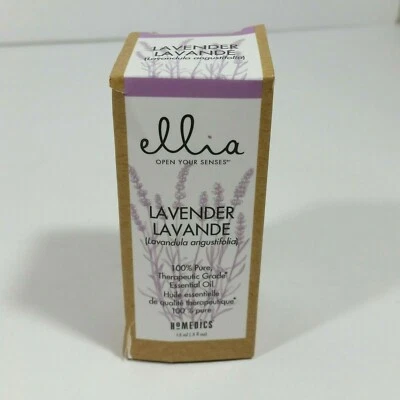 LAVENDER
LAVANDE
(Lavandula angustifolia)
ellia
OPEN YOUR SENSES™
LAVENDER
LAVANDE
(Lavandula angustifolia)
100% Pure,
Therapeutic Grade*
Essential Oil
Huile essentielle
de qualité thérapeutique*
100 % pure
HOMEDICS